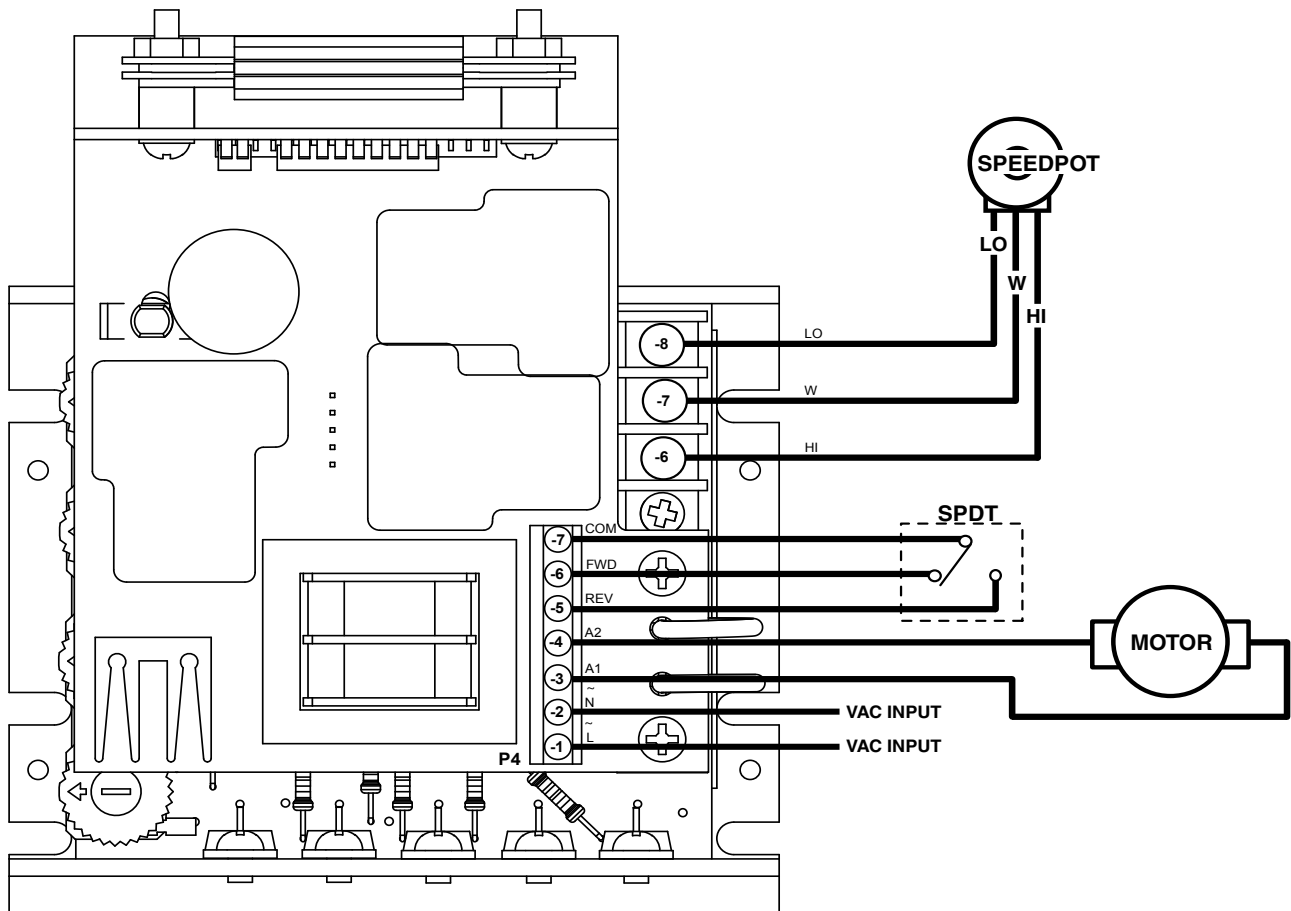 SPEEDPOT
LO
W
HI
-8 LO
-7 W
-6 HI
SPDT
-7 COM
-6 FWD
-5 REV
-4 A2
MOTOR
-3 A1
~
-2 N
VAC INPUT
~
-1 L
VAC INPUT
P4